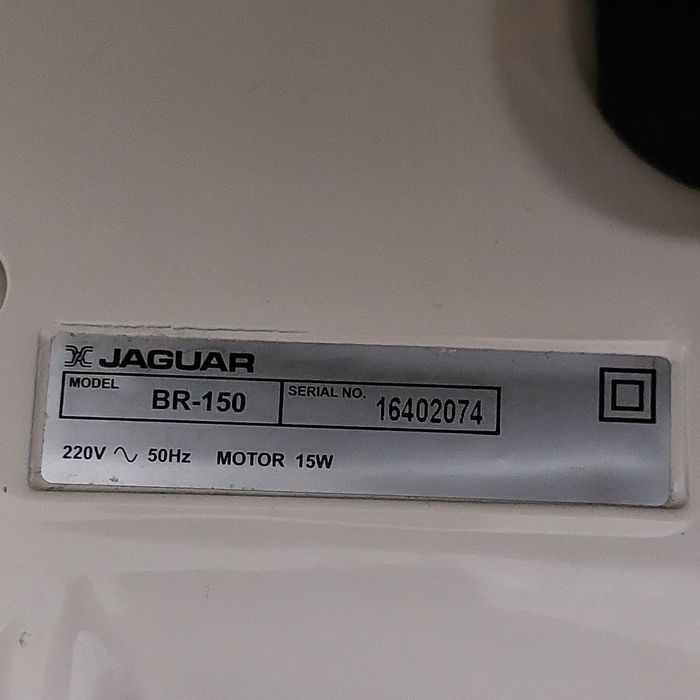 JAGUAR
MODEL BR-150 SERIAL NO. 16402074
220V ∿ 50Hz MOTOR 15W